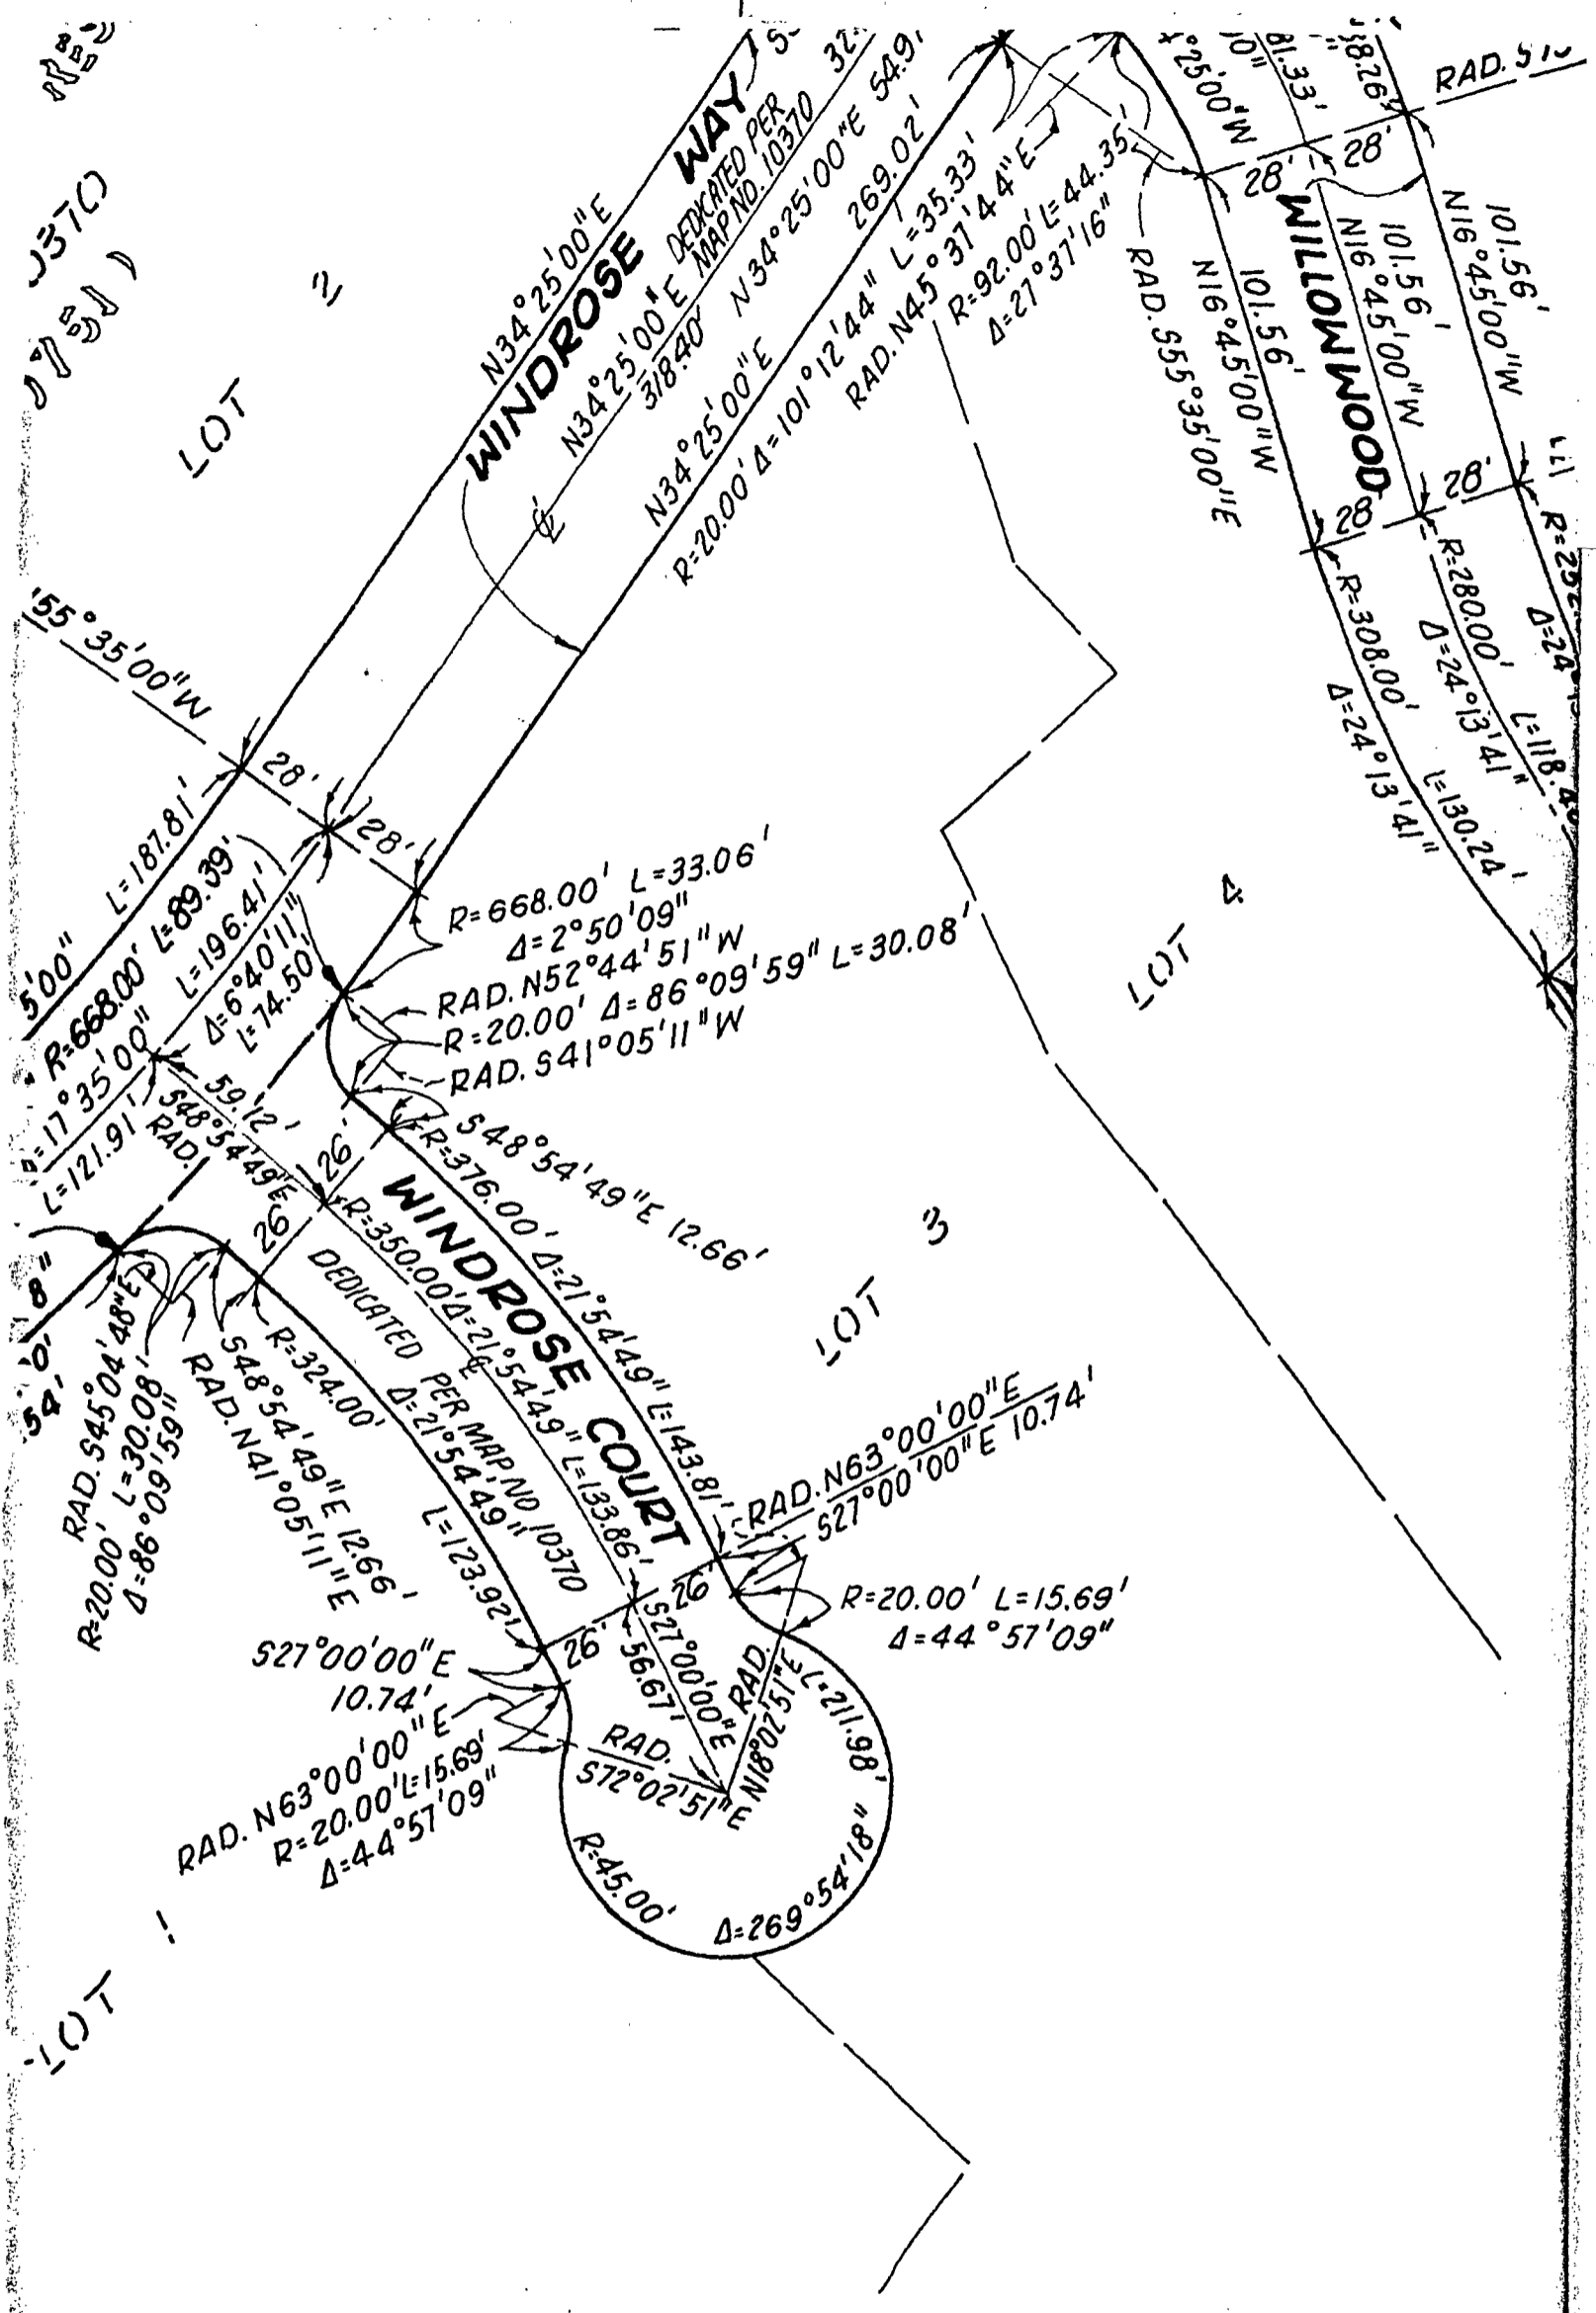 LOT 2
N34°25'00"E
WINDROSE WAY
DEDICATED PER
MAP NO. 10370
N34°25'00"E
318.40'
N34°25'00"E
269.02'
N34°25'00"E
R=20.00' Δ=101°12'44" L=35.33'
RAD. N45°37'44"E
R=92.00' L=44.35'
Δ=27°37'16"
RAD. S55°35'00"E
81.33'
28'
28'
WILLOWWOOD
101.56'
N16°45'00"W
101.56'
N16°45'00"W
101.56'
N16°45'00"W
28'
28
R=280.00'
Δ=24°13'41"
R=308.00'
Δ=24°13'41"
L=130.24'
55°35'00"W
28'
28'
L=187.81'
R=668.00' L=89.39'
L=196.41'
Δ=6°40'11"
L=74.50'
17°35'00"
L=121.91'
59.12'
S48°54'49"E
RAD.
R=668.00' L=33.06'
Δ=2°50'09"
RAD. N52°44'51"W
R=20.00' Δ=86°09'59" L=30.08'
RAD. S41°05'11"W
S48°54'49"E 12.66'
26'
26'
R=376.00' Δ=21°54'49" L=143.81'
WINDROSE COURT
R=350.00' Δ=21°54'49" L=133.86'
DEDICATED PER MAP NO 10370
R=324.00'
Δ=21°54'49"
L=123.92'
S48°54'49"E 12.66'
RAD. N41°05'11"E
RAD. S45°04'48"E
R=20.00' L=30.08'
Δ=86°09'59"
LOT 4
LOT 3
RAD. N63°00'00"E
S27°00'00"E 10.74'
R=20.00' L=15.69'
Δ=44°57'09"
26'
26'
S27°00'00"E
56.67'
S27°00'00"E
10.74'
RAD. N63°00'00"E
R=20.00' L=15.69'
Δ=44°57'09"
RAD.
S72°02'51"E
RAD.
N18°02'51"E
L=211.98'
R=45.00'
Δ=269°54'18"
LOT 1